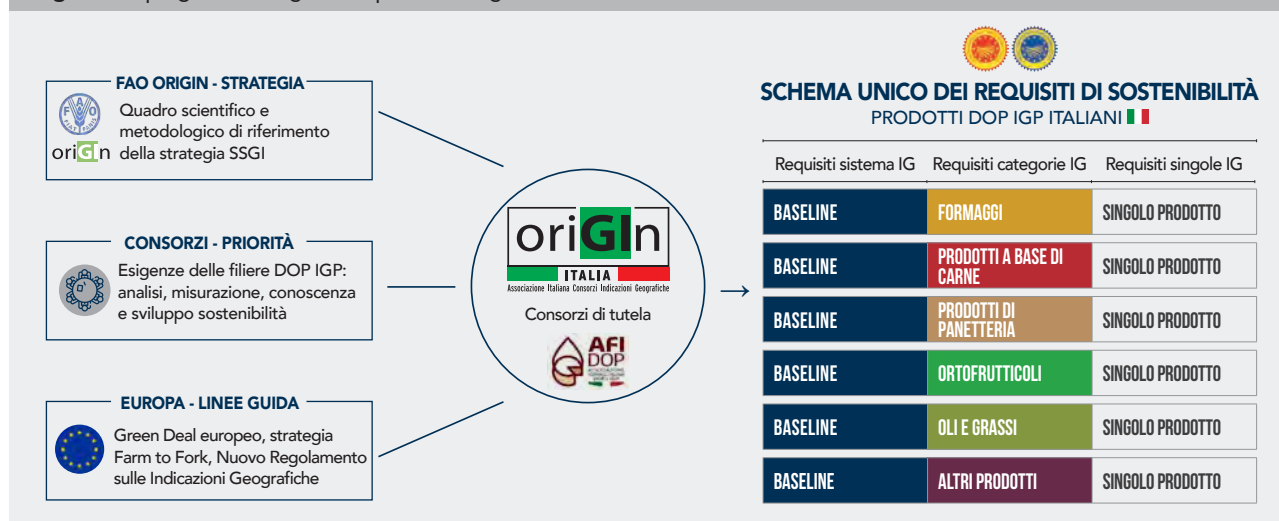 FAO ORIGIN - STRATEGIA
FAO
FIAT PANIS
oriGIn
Quadro scientifico e
metodologico di riferimento
della strategia SSGI
CONSORZI - PRIORITÀ
Esigenze delle filiere DOP IGP:
analisi, misurazione, conoscenza
e sviluppo sostenibilità
EUROPA - LINEE GUIDA
Green Deal europeo, strategia
Farm to Fork, Nuovo Regolamento
sulle Indicazioni Geografiche
oriGIn
ITALIA
Associazione Italiana Consorzi Indicazioni Geografiche
Consorzi di tutela
AFI
DOP
→
SCHEMA UNICO DEI REQUISITI DI SOSTENIBILITÀ
PRODOTTI DOP IGP ITALIANI
Requisiti sistema IG Requisiti categorie IG Requisiti singole IG
BASELINE FORMAGGI SINGOLO PRODOTTO
BASELINE PRODOTTI A BASE DI CARNE SINGOLO PRODOTTO
BASELINE PRODOTTI DI PANETTERIA SINGOLO PRODOTTO
BASELINE ORTOFRUTTICOLI SINGOLO PRODOTTO
BASELINE OLI E GRASSI SINGOLO PRODOTTO
BASELINE ALTRI PRODOTTI SINGOLO PRODOTTO